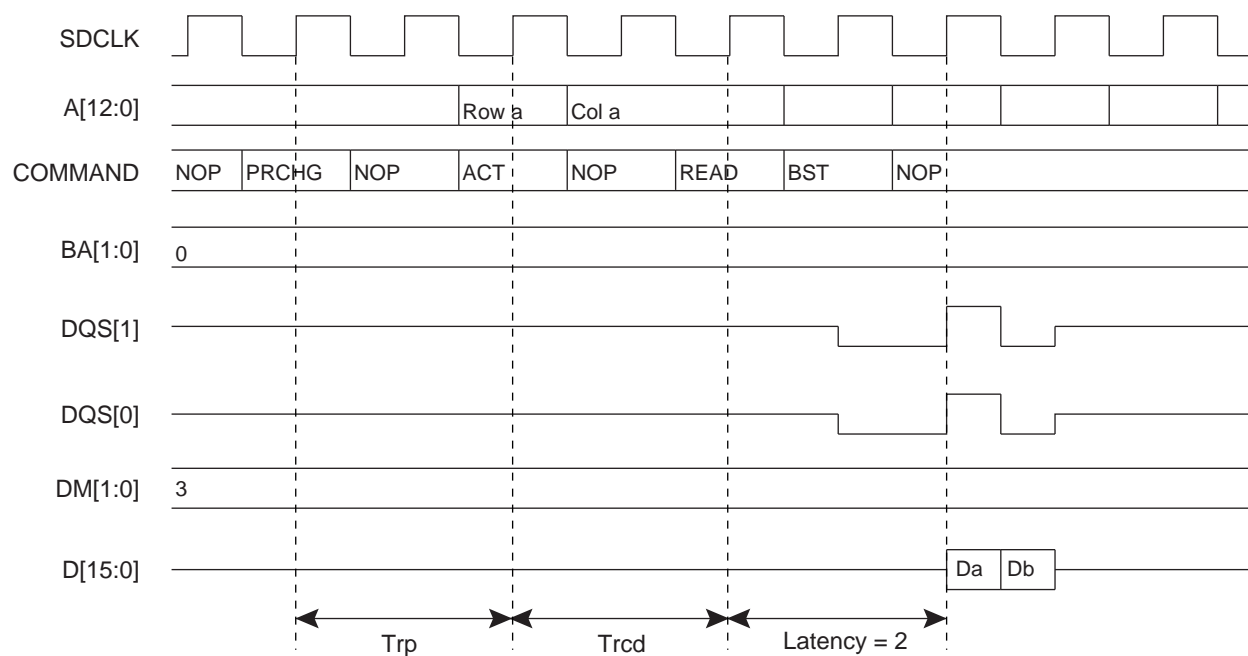 SDCLK
A[12:0] Row a Col a
COMMAND NOP PRCHG NOP ACT NOP READ BST NOP
BA[1:0] 0
DQS[1]
DQS[0]
DM[1:0] 3
D[15:0] Da Db
Trp Trcd Latency = 2